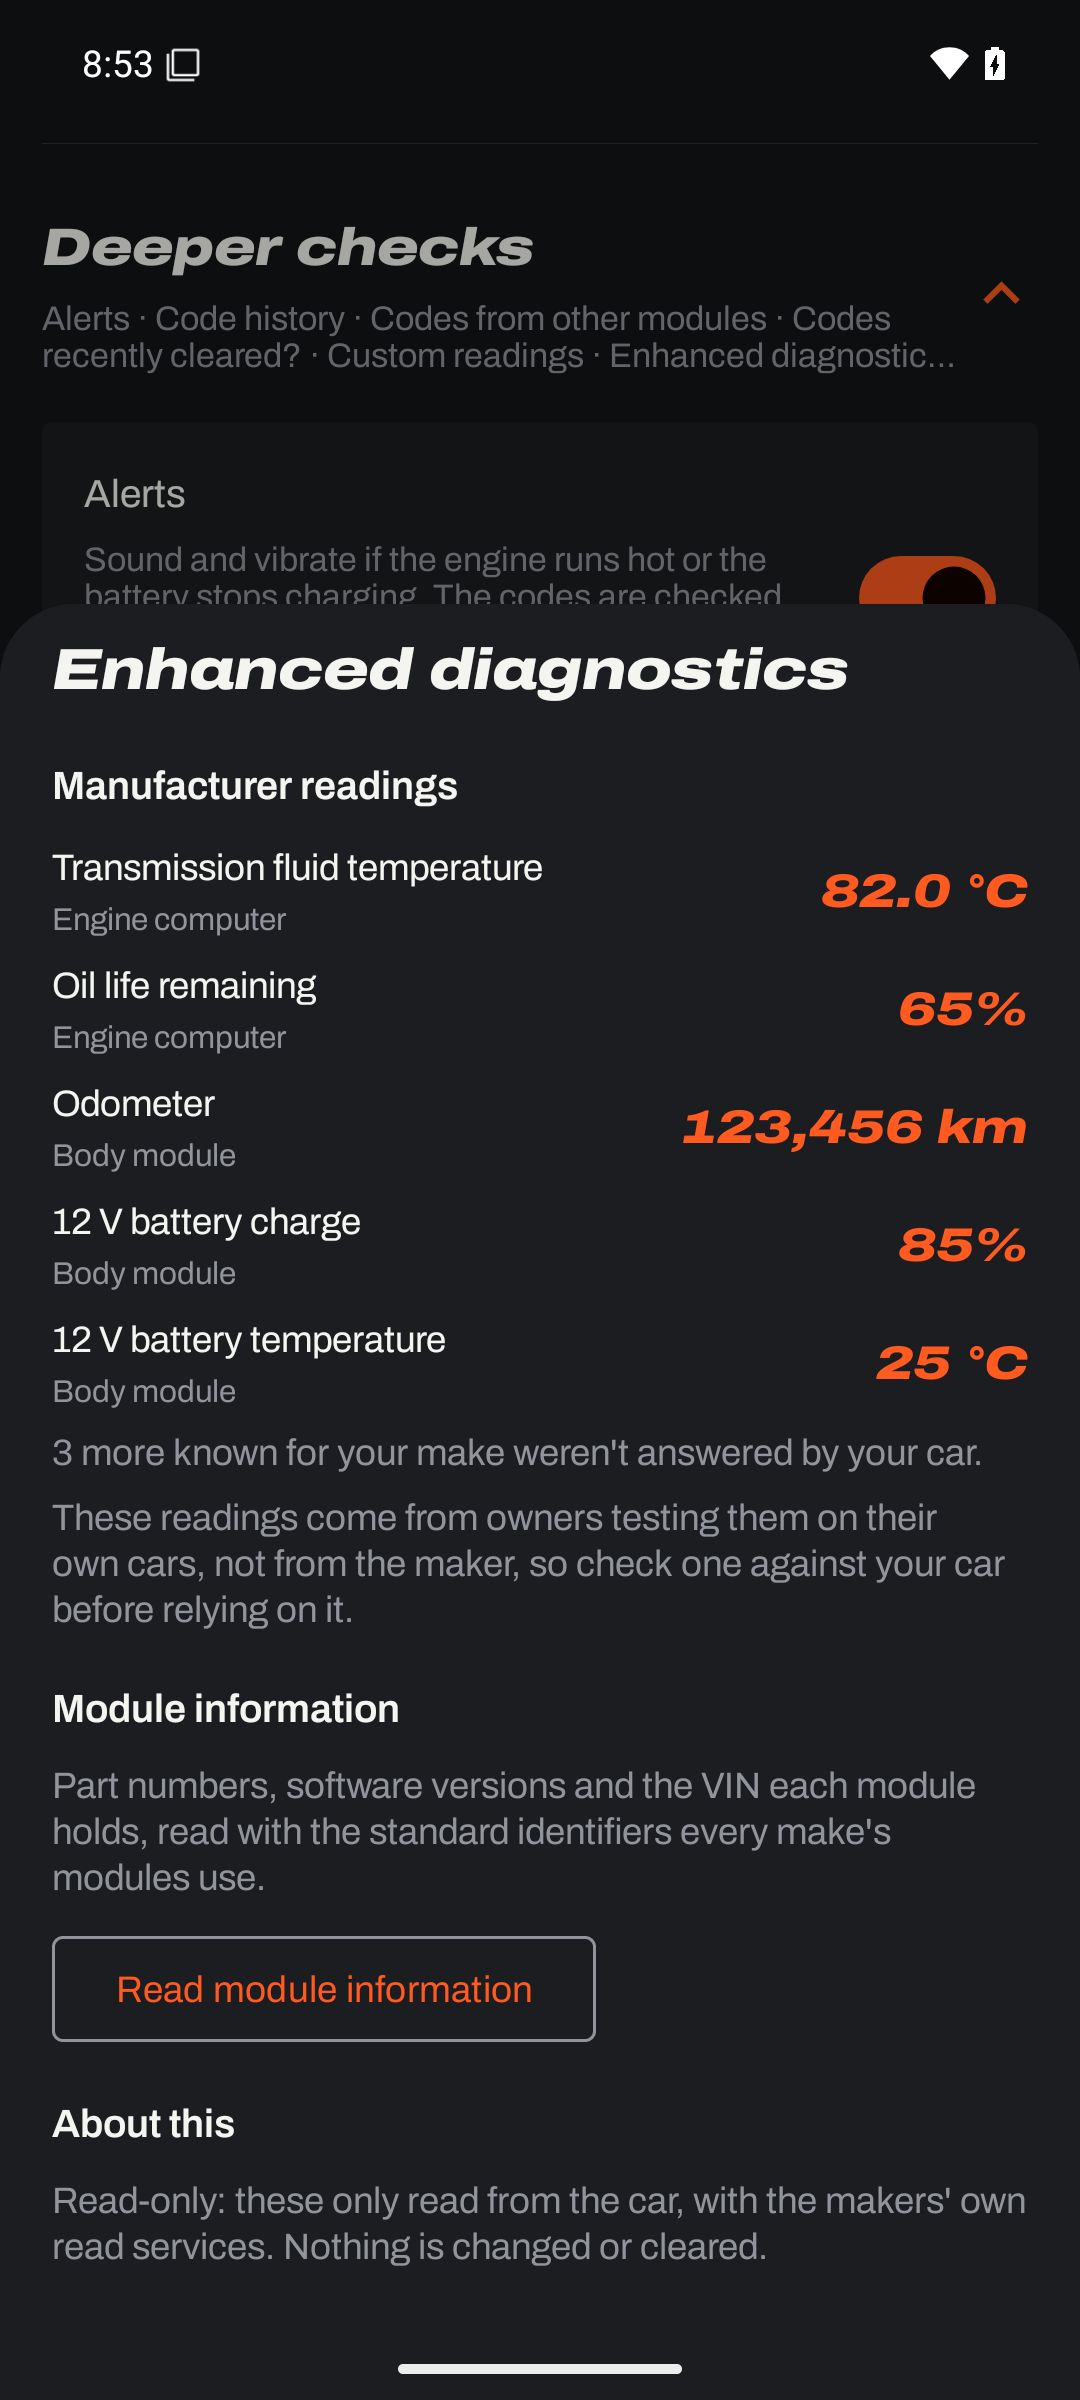 8:53
Deeper checks
Alerts · Code history · Codes from other modules · Codes
recently cleared? · Custom readings · Enhanced diagnostic...
Alerts
Sound and vibrate if the engine runs hot or the
battery stops charging. The codes are checked
Enhanced diagnostics
Manufacturer readings
Transmission fluid temperature
Engine computer
82.0 °C
Oil life remaining
Engine computer
65%
Odometer
Body module
123,456 km
12 V battery charge
Body module
85%
12 V battery temperature
Body module
25 °C
3 more known for your make weren't answered by your car.
These readings come from owners testing them on their
own cars, not from the maker, so check one against your car
before relying on it.
Module information
Part numbers, software versions and the VIN each module
holds, read with the standard identifiers every make's
modules use.
Read module information
About this
Read-only: these only read from the car, with the makers' own
read services. Nothing is changed or cleared.